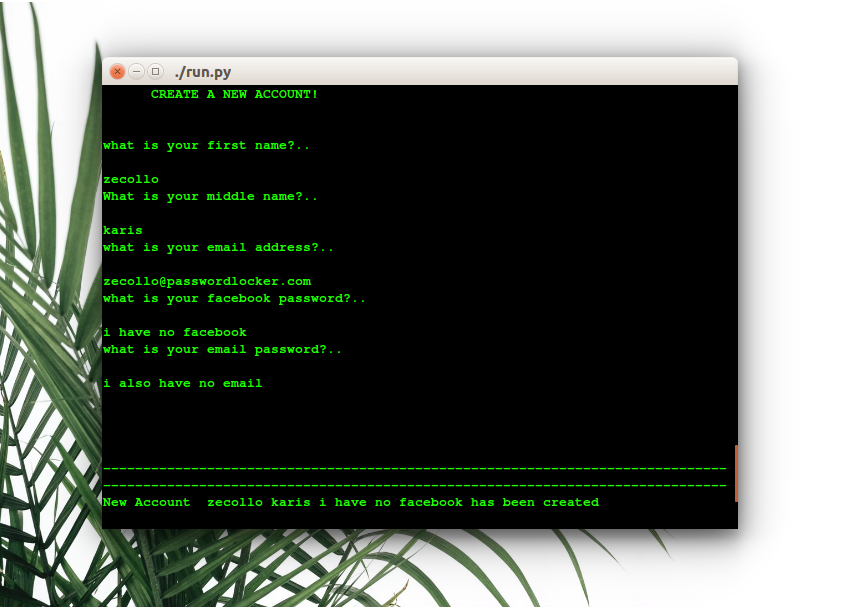 ./run.py
CREATE A NEW ACCOUNT!
what is your first name?..
zecollo
What is your middle name?..
karis
what is your email address?..
zecollo@passwordlocker.com
what is your facebook password?..
i have no facebook
what is your email password?..
i also have no email
------------------------------------------------------------------------------
------------------------------------------------------------------------------
New Account  zecollo karis i have no facebook has been created